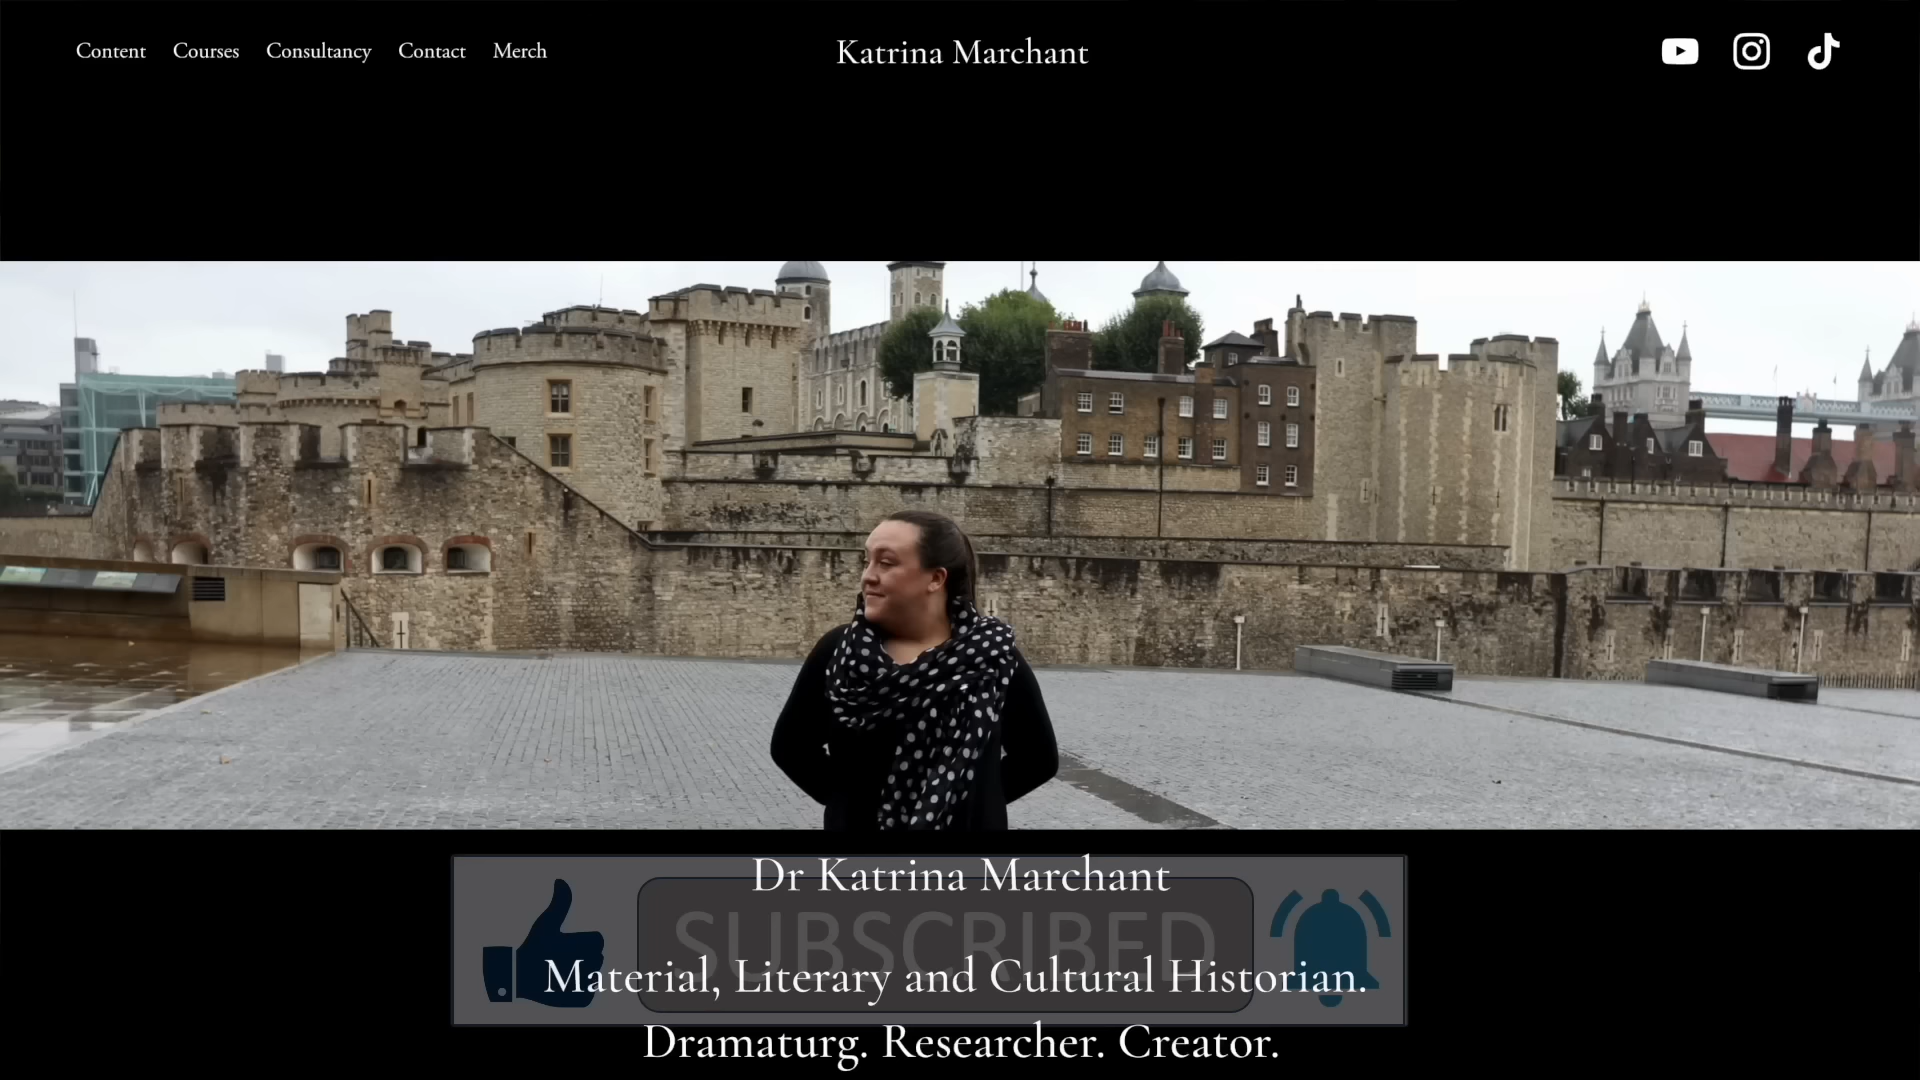 Content Courses Consultancy Contact Merch Katrina Marchant
Dr Katrina Marchant
SUBSCRIBED
Material, Literary and Cultural Historian.
Dramaturg. Researcher. Creator.